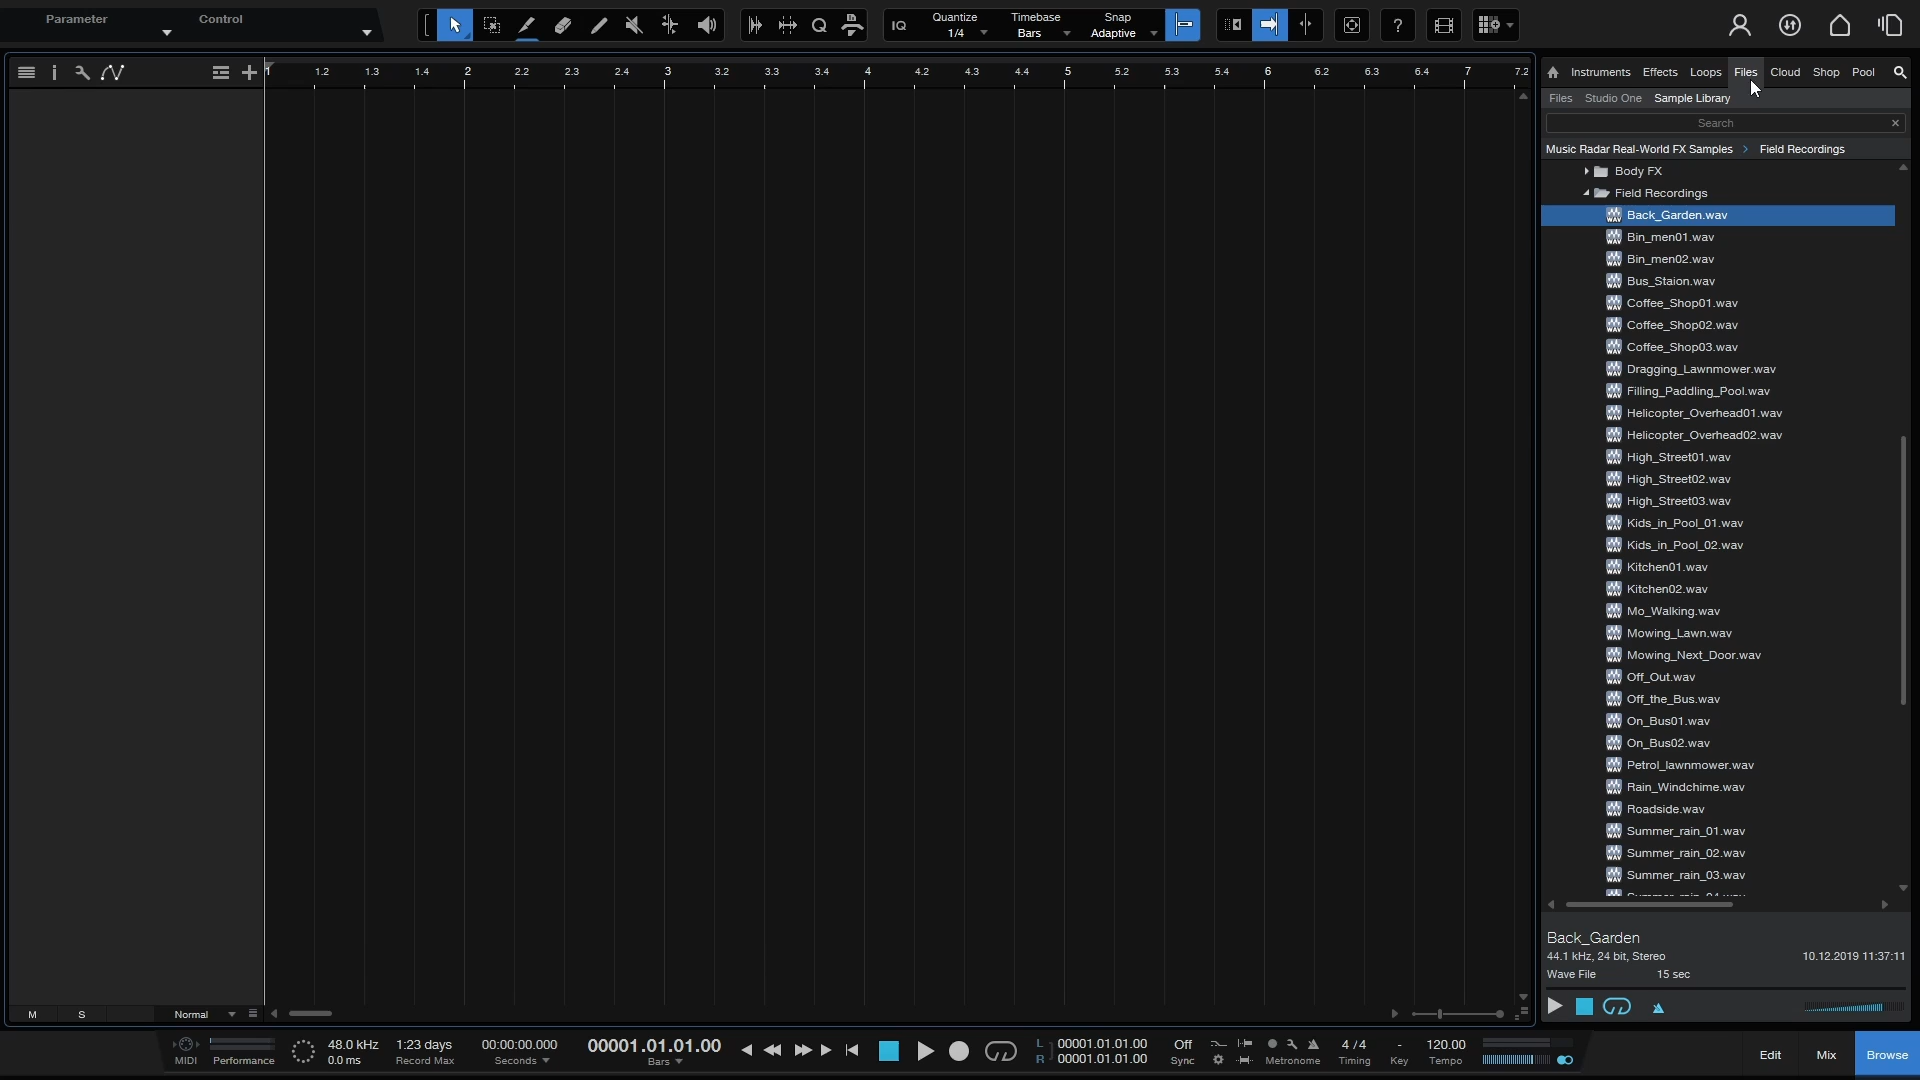 Parameter
Control
IQ
Quantize
1/4
Timebase
Bars
Snap
Adaptive
?
1 1.2 1.3 1.4 2 2.2 2.3 2.4 3 3.2 3.3 3.4 4 4.2 4.3 4.4 5 5.2 5.3 5.4 6 6.2 6.3 6.4 7 7.2
Instruments Effects Loops Files Cloud Shop Pool
Files Studio One Sample Library
Search
Music Radar Real-World FX Samples > Field Recordings
Body FX
Field Recordings
Back_Garden.wav
Bin_men01.wav
Bin_men02.wav
Bus_Staion.wav
Coffee_Shop01.wav
Coffee_Shop02.wav
Coffee_Shop03.wav
Dragging_Lawnmower.wav
Filling_Paddling_Pool.wav
Helicopter_Overhead01.wav
Helicopter_Overhead02.wav
High_Street01.wav
High_Street02.wav
High_Street03.wav
Kids_in_Pool_01.wav
Kids_in_Pool_02.wav
Kitchen01.wav
Kitchen02.wav
Mo_Walking.wav
Mowing_Lawn.wav
Mowing_Next_Door.wav
Off_Out.wav
Off_the_Bus.wav
On_Bus01.wav
On_Bus02.wav
Petrol_lawnmower.wav
Rain_Windchime.wav
Roadside.wav
Summer_rain_01.wav
Summer_rain_02.wav
Summer_rain_03.wav
Back_Garden
44.1 kHz, 24 bit, Stereo 10.12.2019 11:37:11
Wave File 15 sec
M S Normal
MIDI
Performance
48.0 kHz
0.0 ms
1:23 days
Record Max
00:00:00.000
Seconds
00001.01.01.00
Bars
L 00001.01.01.00
R 00001.01.01.00
Off
Sync
Metronome
4 / 4
Timing
-
Key
120.00
Tempo
Edit
Mix
Browse